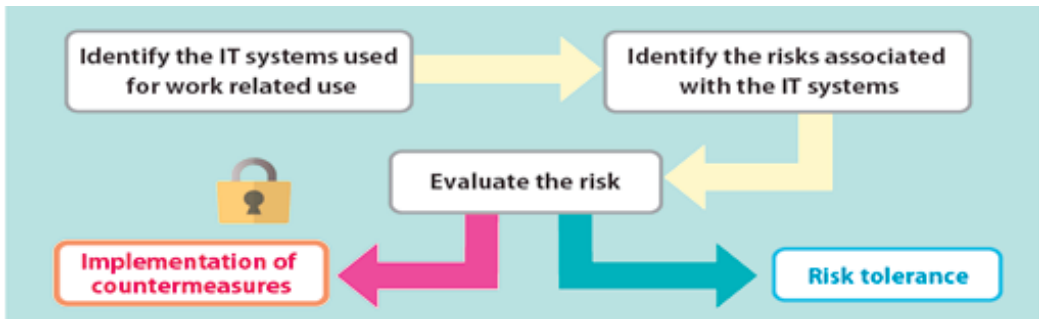 Identify the IT systems used
for work related use
Identify the risks associated
with the IT systems
Evaluate the risk
Implementation of
countermeasures
Risk tolerance